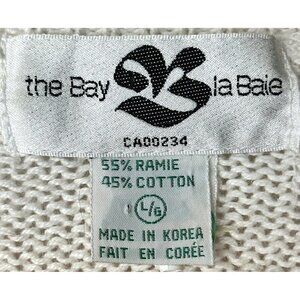 the Bay la Baie
CA00234
55% RAMIE
45% COTTON
L/G
MADE IN KOREA
FAIT EN CORÉE